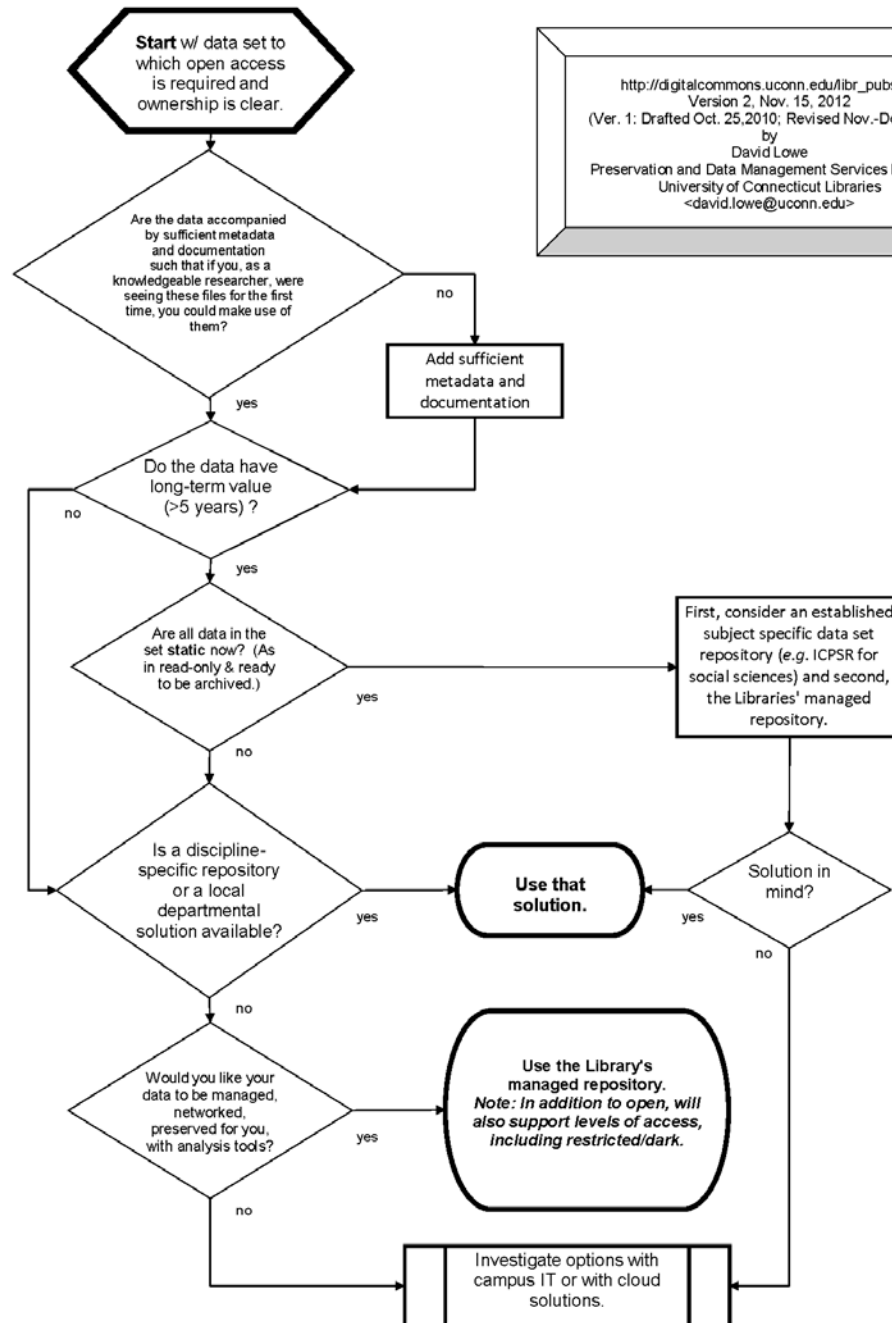 Start w/ data set to
which open access
is required and
ownership is clear.
http://digitalcommons.uconn.edu/libr_pubs
Version 2, Nov. 15, 2012
(Ver. 1: Drafted Oct. 25,2010; Revised Nov.-De
by
David Lowe
Preservation and Data Management Services
University of Connecticut Libraries
<david.lowe@uconn.edu>
Are the data accompanied
by sufficient metadata
and documentation
such that if you, as a
knowledgeable researcher, were
seeing these files for the first
time, you could make use of
them?
no
Add sufficient
metadata and
documentation
yes
Do the data have
long-term value
(>5 years) ?
no
yes
Are all data in the
set static now? (As
in read-only & ready
to be archived.)
yes
First, consider an established
subject specific data set
repository (e.g. ICPSR for
social sciences) and second,
the Libraries' managed
repository.
no
Is a discipline-
specific repository
or a local
departmental
solution available?
yes
Use that
solution.
Solution in
mind?
yes
no
no
Would you like your
data to be managed,
networked,
preserved for you,
with analysis tools?
yes
Use the Library's
managed repository.
Note: In addition to open, will
also support levels of access,
including restricted/dark.
no
Investigate options with
campus IT or with cloud
solutions.